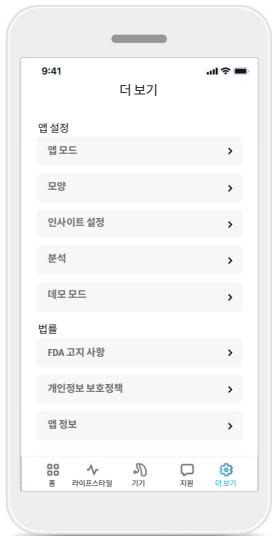 9:41
더 보기
앱 설정
앱 모드
모양
인사이트 설정
분석
데모 모드
법률
FDA 고지 사항
개인정보 보호정책
앱 정보
홈 라이프스타일 기기 지원 더 보기